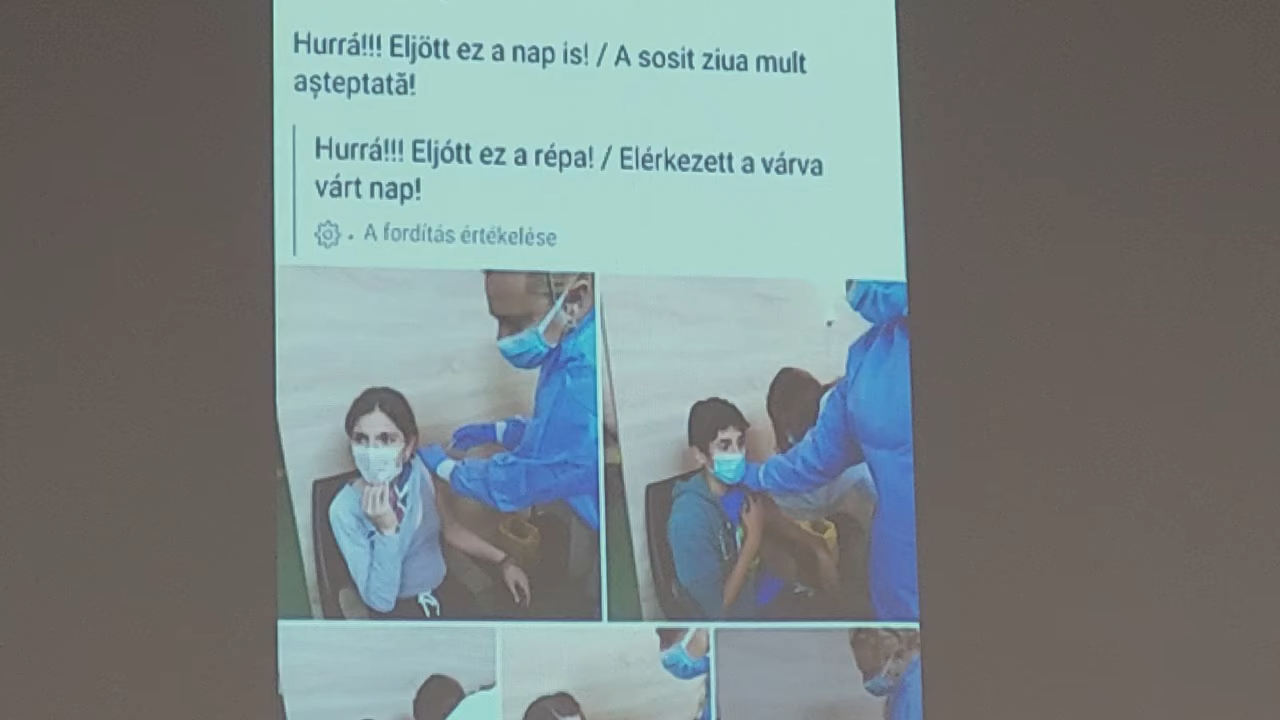 Hurrá!!! Eljött ez a nap is! / A sosit ziua mult
așteptată!
Hurrá!!! Eljótt ez a répa! / Elérkezett a várva
várt nap!
. A fordítás értékelése